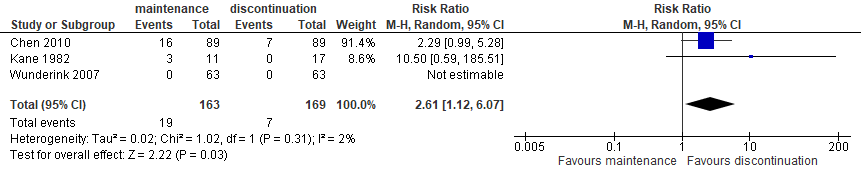 maintenance discontinuation Risk Ratio Risk Ratio
Study or Subgroup Events Total Events Total Weight M-H, Random, 95% CI M-H, Random, 95% CI
Chen 2010 16 89 7 89 91.4% 2.29 [0.99, 5.28]
Kane 1982 3 11 0 17 8.6% 10.50 [0.59, 185.51]
Wunderink 2007 0 63 0 63 Not estimable
Total (95% CI) 163 169 100.0% 2.61 [1.12, 6.07]
Total events 19 7
Heterogeneity: Tau² = 0.02; Chi² = 1.02, df = 1 (P = 0.31); I² = 2%
Test for overall effect: Z = 2.22 (P = 0.03)
0.005 0.1 1 10 200
Favours maintenance Favours discontinuation